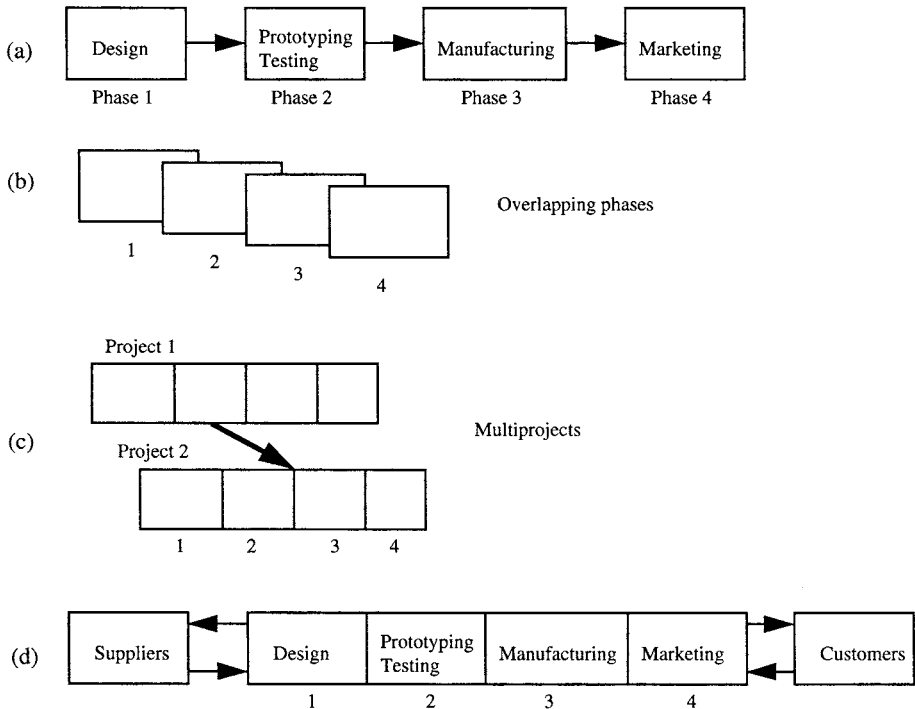 (a)
Design
Prototyping
Testing
Manufacturing
Marketing
Phase 1
Phase 2
Phase 3
Phase 4
(b)
Overlapping phases
1
2
3
4
Project 1
(c)
Multiprojects
Project 2
1
2
3
4
(d)
Suppliers
Design
Prototyping
Testing
Manufacturing
Marketing
Customers
1
2
3
4